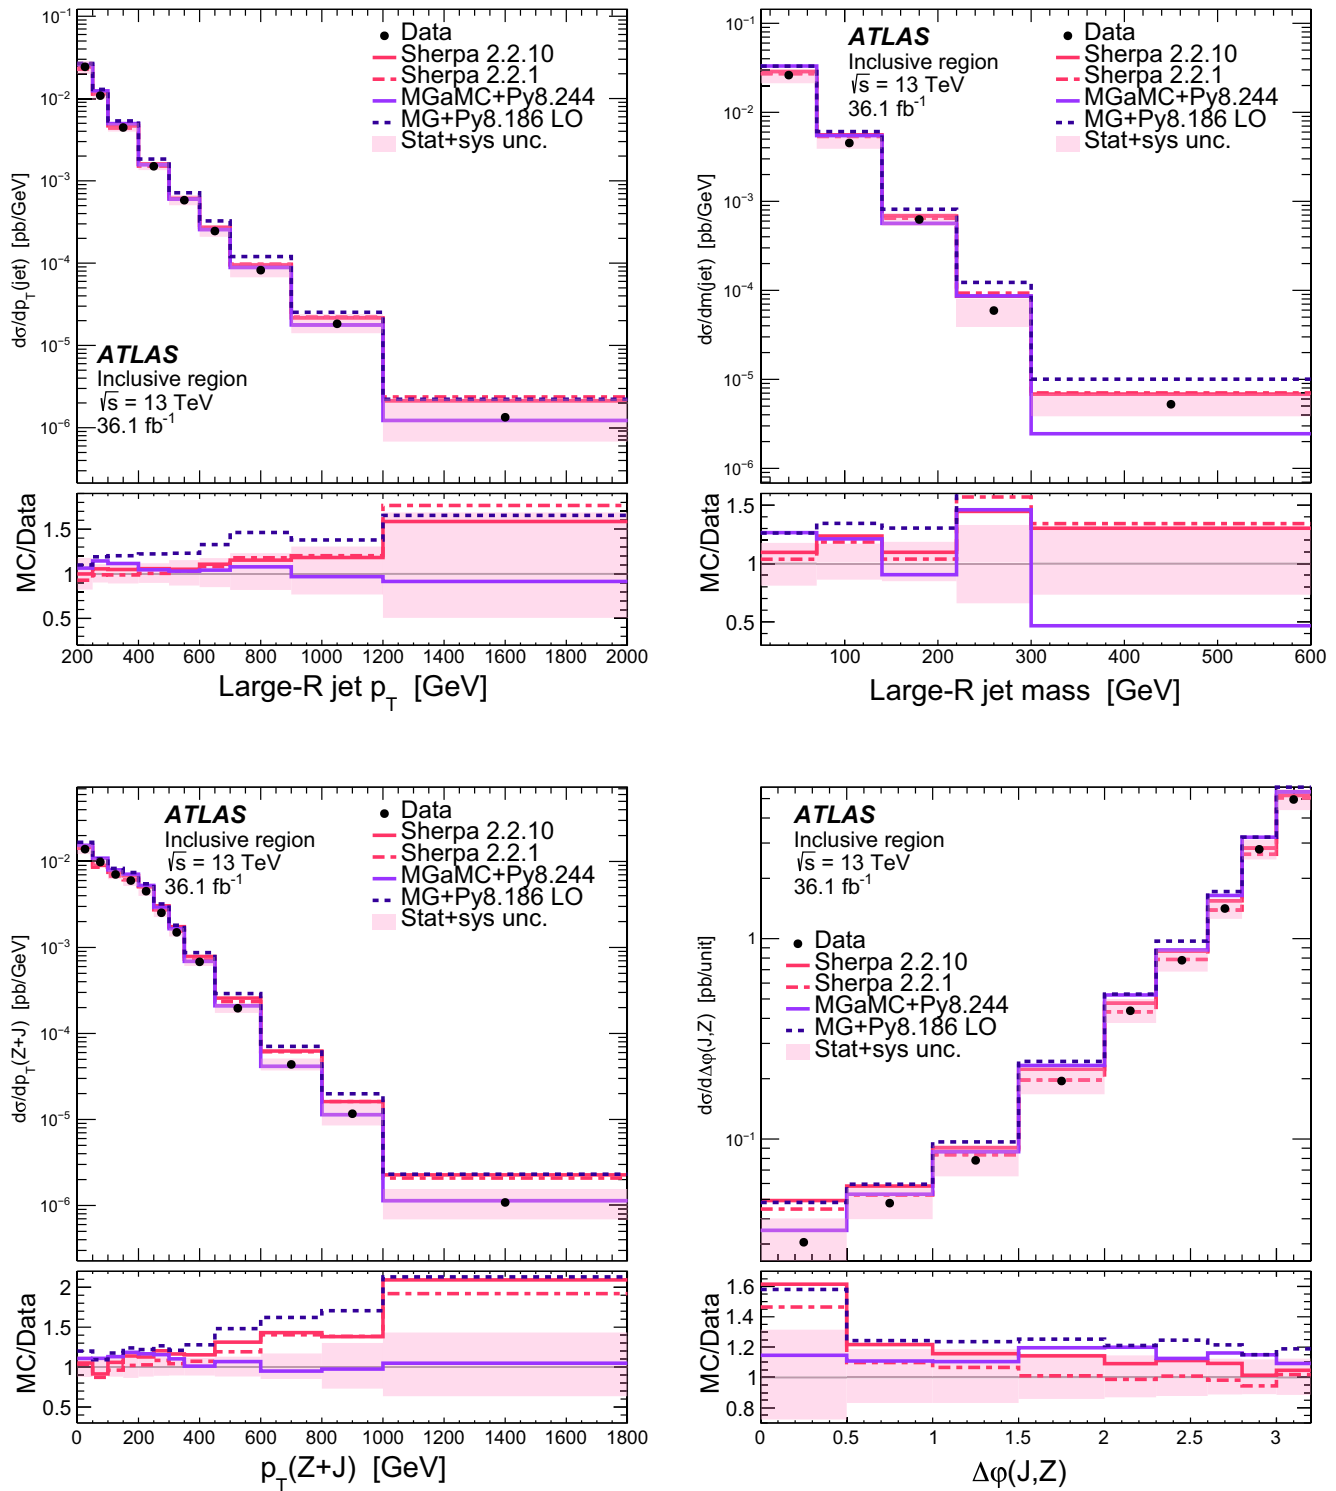 10⁻¹
10⁻²
10⁻³
10⁻⁴
10⁻⁵
10⁻⁶
dσ/dp_T(jet) [pb/GeV]
Data
Sherpa 2.2.10
Sherpa 2.2.1
MGaMC+Py8.244
MG+Py8.186 LO
Stat+sys unc.
ATLAS
Inclusive region
√s = 13 TeV
36.1 fb⁻¹
MC/Data
1.5
1
0.5
200 400 600 800 1000 1200 1400 1600 1800 2000
Large-R jet p_T [GeV]
10⁻¹
10⁻²
10⁻³
10⁻⁴
10⁻⁵
10⁻⁶
dσ/dm(jet) [pb/GeV]
ATLAS
Inclusive region
√s = 13 TeV
36.1 fb⁻¹
Data
Sherpa 2.2.10
Sherpa 2.2.1
MGaMC+Py8.244
MG+Py8.186 LO
Stat+sys unc.
MC/Data
1.5
1
0.5
100 200 300 400 500 600
Large-R jet mass [GeV]
10⁻²
10⁻³
10⁻⁴
10⁻⁵
10⁻⁶
dσ/dp_T(Z+J) [pb/GeV]
ATLAS
Inclusive region
√s = 13 TeV
36.1 fb⁻¹
Data
Sherpa 2.2.10
Sherpa 2.2.1
MGaMC+Py8.244
MG+Py8.186 LO
Stat+sys unc.
MC/Data
2
1.5
1
0.5
0 200 400 600 800 1000 1200 1400 1600 1800
p_T(Z+J) [GeV]
1
10⁻¹
dσ/dΔφ(J,Z) [pb/unit]
ATLAS
Inclusive region
√s = 13 TeV
36.1 fb⁻¹
Data
Sherpa 2.2.10
Sherpa 2.2.1
MGaMC+Py8.244
MG+Py8.186 LO
Stat+sys unc.
MC/Data
1.6
1.4
1.2
1
0.8
0 0.5 1 1.5 2 2.5 3
Δφ(J,Z)